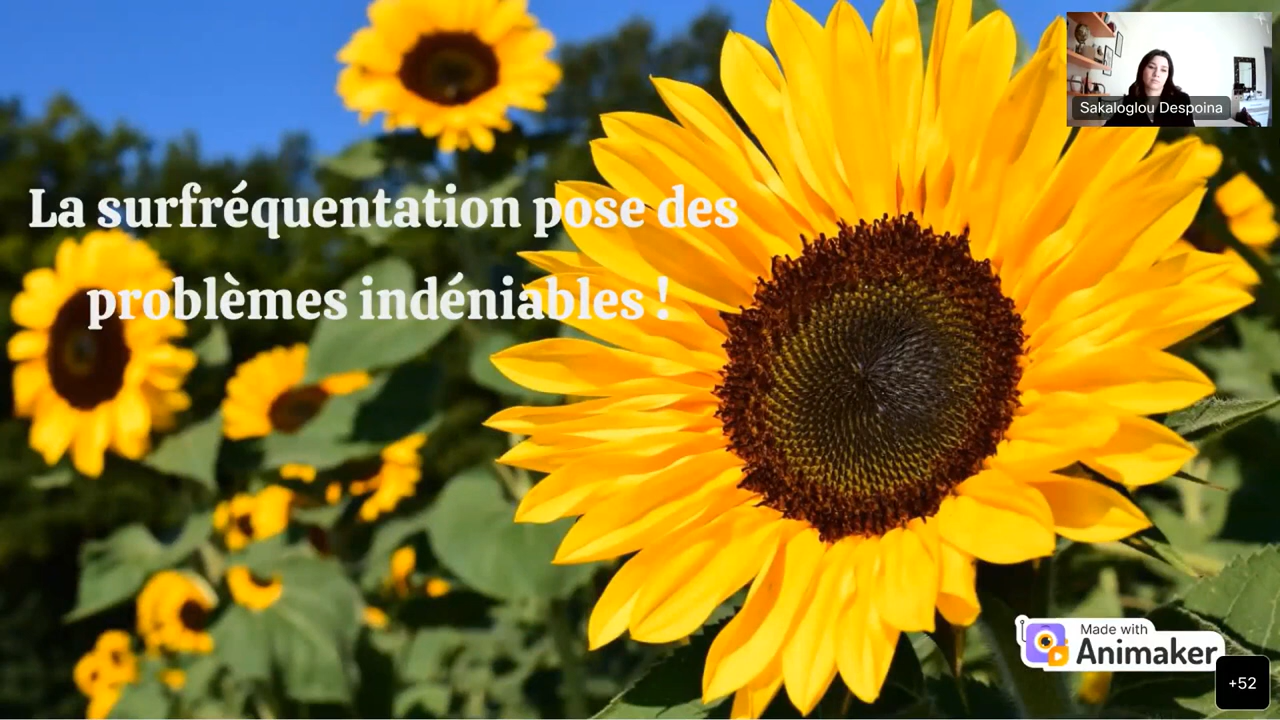 Sakaloglou Despoina
La surfréquentation pose des
problèmes indéniables !
Made with
Animaker
+52